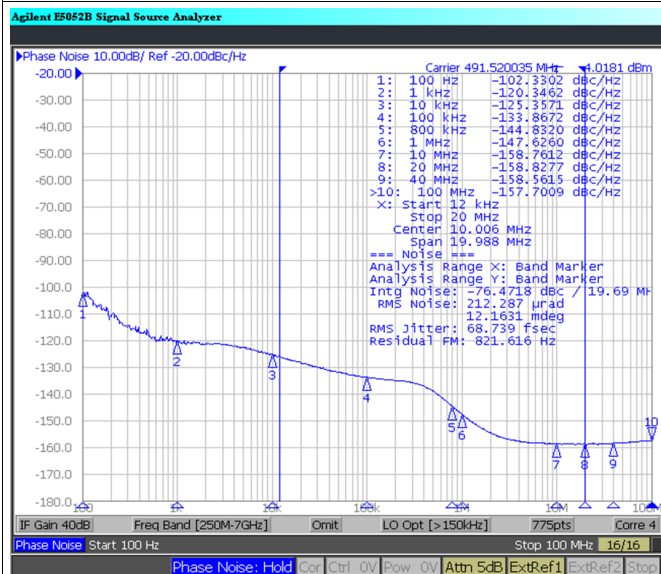 Agilent E5052B Signal Source Analyzer
▶Phase Noise 10.00dB/ Ref -20.00dBc/Hz
Carrier 491.520035 MHz 4.0181 dBm
1: 100 Hz -102.3302 dBc/Hz
2: 1 kHz -120.3462 dBc/Hz
3: 10 kHz -125.3571 dBc/Hz
4: 100 kHz -133.8672 dBc/Hz
5: 800 kHz -144.8320 dBc/Hz
6: 1 MHz -147.6260 dBc/Hz
7: 10 MHz -158.7612 dBc/Hz
8: 20 MHz -158.8277 dBc/Hz
9: 40 MHz -158.5615 dBc/Hz
>10: 100 MHz -157.7009 dBc/Hz
X: Start 12 kHz
Stop 20 MHz
Center 10.006 MHz
Span 19.988 MHz
=== Noise ===
Analysis Range X: Band Marker
Analysis Range Y: Band Marker
Intg Noise: -76.4718 dBc / 19.69 MH
RMS Noise: 212.287 µrad
12.1631 mdeg
RMS Jitter: 68.739 fsec
Residual FM: 821.616 Hz
-20.00
-30.00
-40.00
-50.00
-60.00
-70.00
-80.00
-90.00
-100.0
-110.0
-120.0
-130.0
-140.0
-150.0
-160.0
-170.0
-180.0
1
2
3
4
5
6
7
8
9
10
100 1k 10k 100k 1M 10M 100M
IF Gain 40dB Freq Band [250M-7GHz] Omit LO Opt [>150kHz] 775pts Corre 4
Phase Noise Start 100 Hz Stop 100 MHz 16/16
Phase Noise: Hold Cor Ctrl 0V Pow 0V Attn 5dB ExtRef1 ExtRef2 Stop